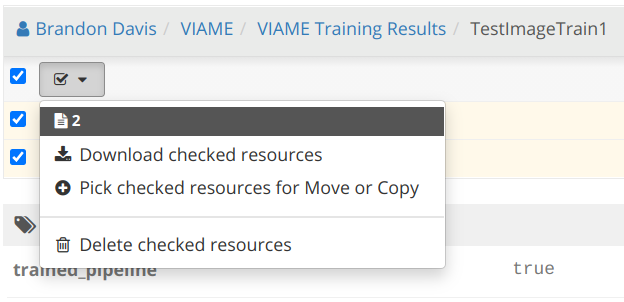 Brandon Davis / VIAME / VIAME Training Results / TestImageTrain1
2
Download checked resources
Pick checked resources for Move or Copy
Delete checked resources
trained_pipeline true